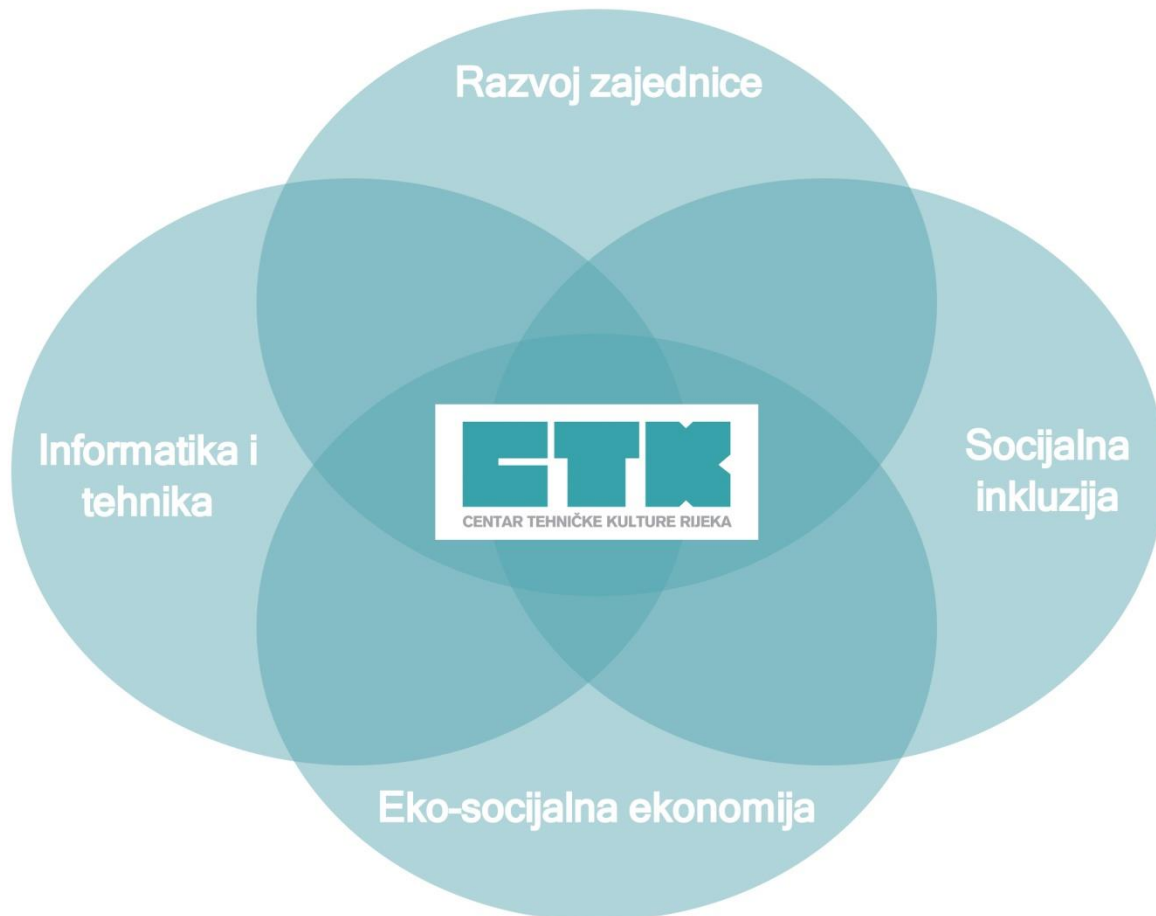 Razvoj zajednice
Informatika i
tehnika
CTK
CENTAR TEHNIČKE KULTURE RIJEKA
Socijalna
inkluzija
Eko-socijalna ekonomija